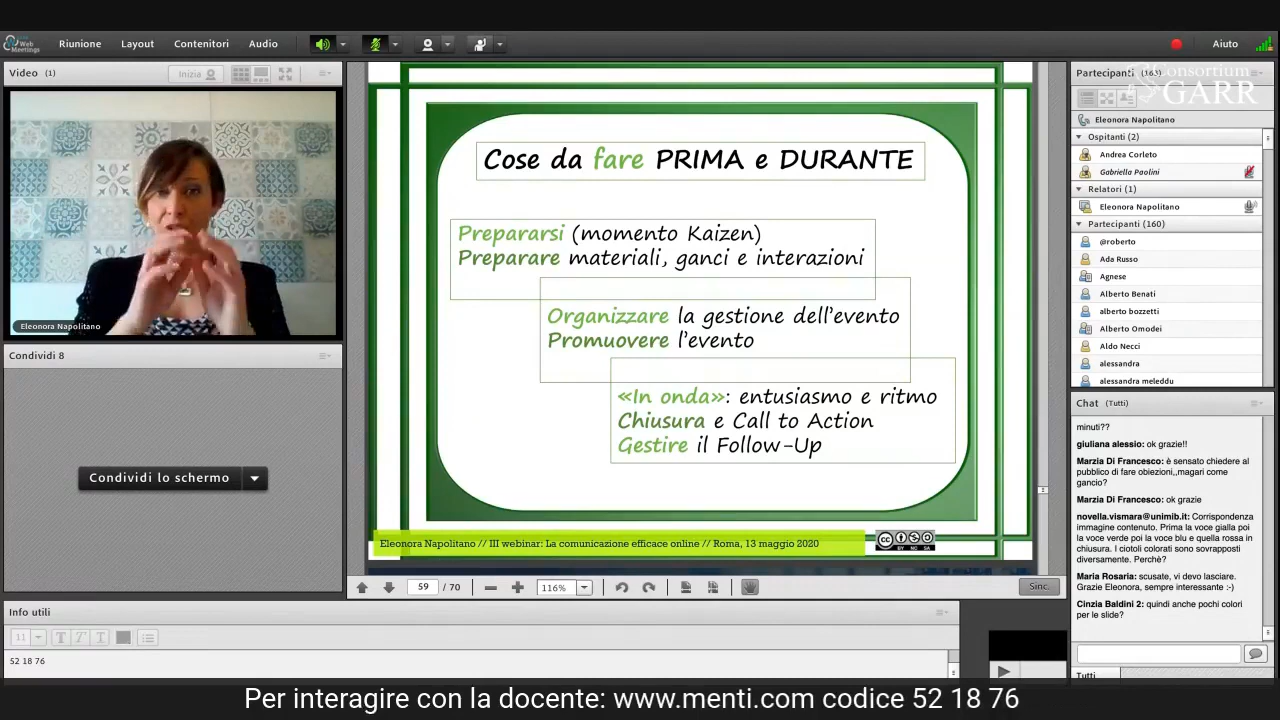 Web
Meetings
Riunione
Layout
Contenitori
Audio
Aiuto
Video (1)
Inizia
Eleonora Napolitano
Condividi 8
Condividi lo schermo
Cose da fare PRIMA e DURANTE
Prepararsi (momento Kaizen)
Preparare materiali, ganci e interazioni
Organizzare la gestione dell'evento
Promuovere l'evento
«In onda»: entusiasmo e ritmo
Chiusura e Call to Action
Gestire il Follow-Up
Eleonora Napolitano // III webinar: La comunicazione efficace online // Roma, 13 maggio 2020
CC
BY NC SA
59 / 70
116%
Sinc.
Info utili
11
52 18 76
Partecipanti
Consortium
GARR
Eleonora Napolitano
Ospitanti (2)
Andrea Corleto
Gabriella Paolini
Relatori (1)
Eleonora Napolitano
Partecipanti (160)
@roberto
Ada Russo
Agnese
Alberto Benati
alberto bozzetti
Alberto Omodei
Aldo Necci
alessandra
alessandra meleddu
Chat (Tutti)
minuti??
giuliana alessio: ok grazie!!
Marzia Di Francesco: è sensato chiedere al
pubblico di fare obiezioni,,magari come
gancio?
Marzia Di Francesco: ok grazie
novella.vismara@unimib.it: Corrispondenza
immagine contenuto. Prima la voce gialla poi
la voce verde poi la voce blu e quella rossa in
chiusura. I ciotoli colorati sono sovrapposti
diversamente. Perchè?
Maria Rosaria: scusate, vi devo lasciare.
Grazie Eleonora, sempre interessante :-)
Cinzia Baldini 2: quindi anche pochi colori
per le slide?
Tutti
Per interagire con la docente: www.menti.com codice 52 18 76